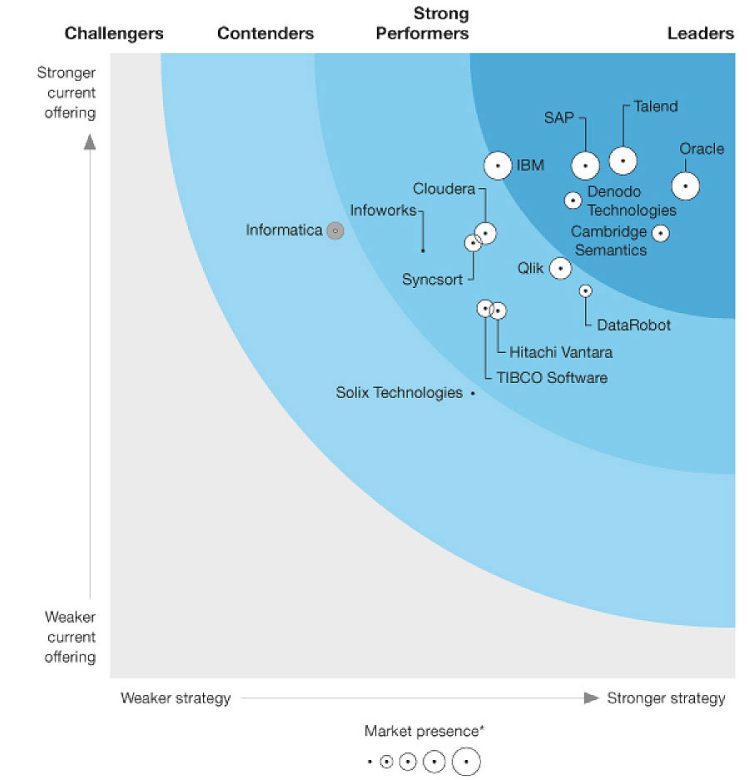 Strong
Challengers Contenders Performers Leaders
Stronger
current
offering
Talend
SAP
Oracle
IBM
Cloudera
Denodo
Technologies
Infoworks
Informatica
Cambridge
Semantics
Syncsort
Qlik
DataRobot
Hitachi Vantara
TIBCO Software
Solix Technologies
Weaker
current
offering
Weaker strategy
Stronger strategy
Market presence*